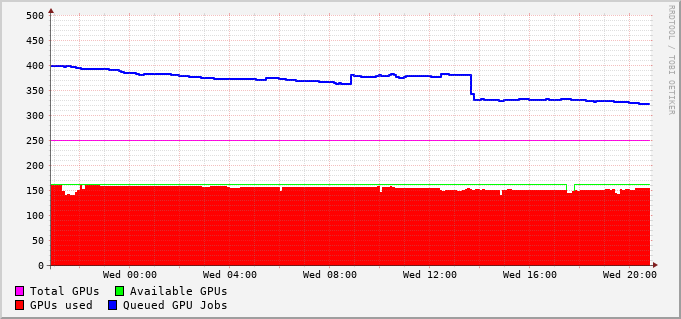 500
450
400
350
300
250
200
150
100
50
0
Wed 00:00 Wed 04:00 Wed 08:00 Wed 12:00 Wed 16:00 Wed 20:00
Total GPUs Available GPUs
GPUs used Queued GPU Jobs
RRDTOOL / TOBI OETIKER